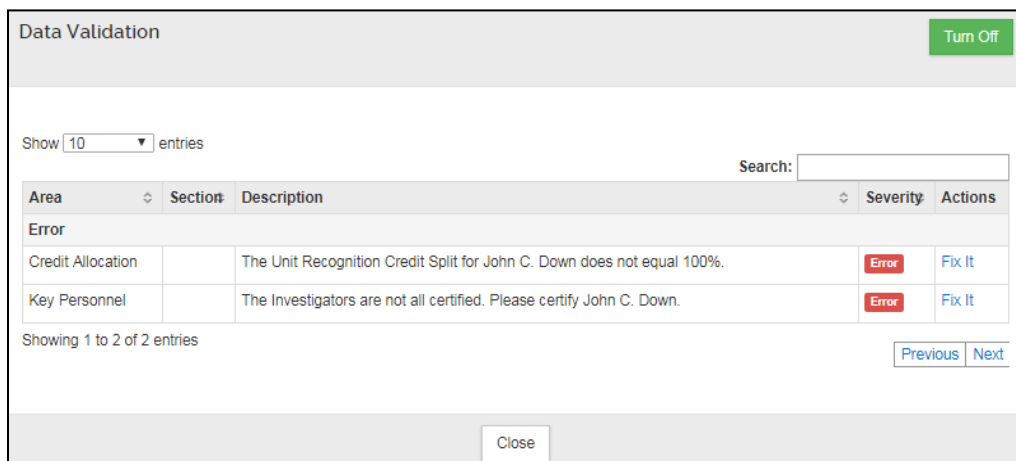 Data Validation
Turn Off
Show 10 entries
Search:
Area Section Description Severity Actions
Error
Credit Allocation The Unit Recognition Credit Split for John C. Down does not equal 100%. Error Fix It
Key Personnel The Investigators are not all certified. Please certify John C. Down. Error Fix It
Showing 1 to 2 of 2 entries
Previous Next
Close